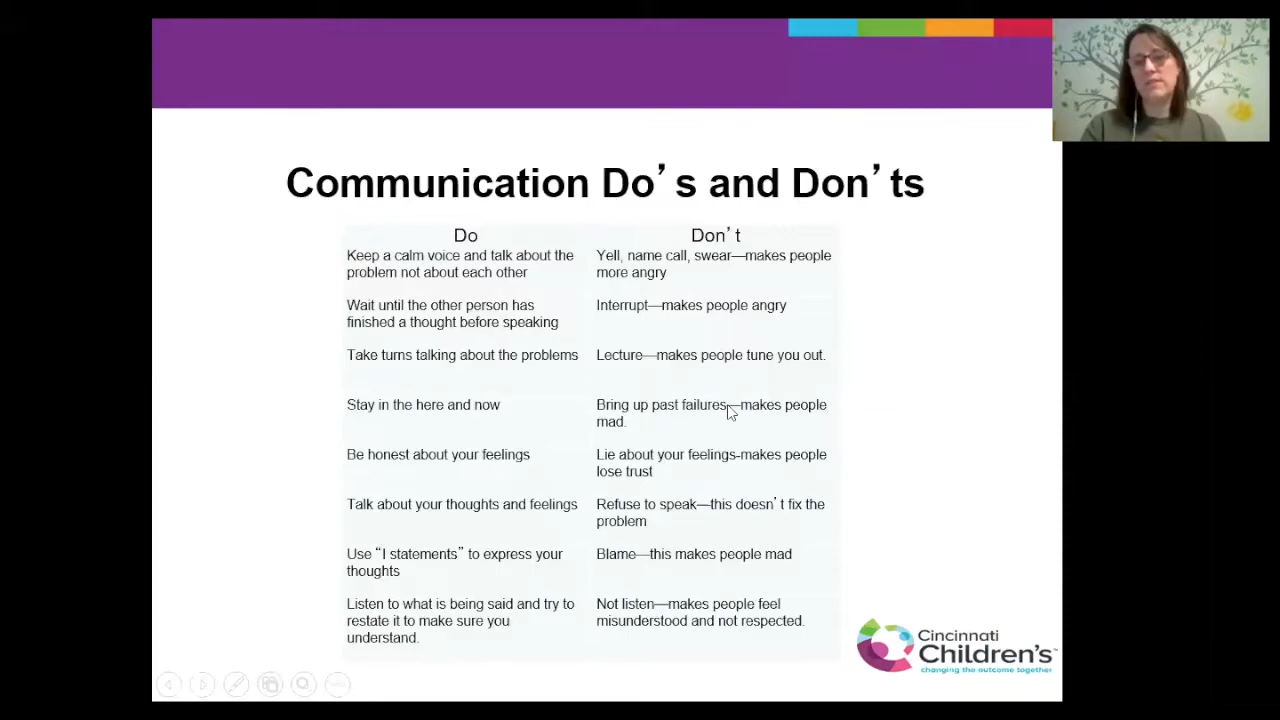 Communication Do’s and Don’ts
Do
Don’t
Keep a calm voice and talk about the
problem not about each other
Yell, name call, swear—makes people
more angry
Wait until the other person has
finished a thought before speaking
Interrupt—makes people angry
Take turns talking about the problems
Lecture—makes people tune you out.
Stay in the here and now
Bring up past failures—makes people
mad.
Be honest about your feelings
Lie about your feelings-makes people
lose trust
Talk about your thoughts and feelings
Refuse to speak—this doesn’t fix the
problem
Use “I statements” to express your
thoughts
Blame—this makes people mad
Listen to what is being said and try to
restate it to make sure you
understand.
Not listen—makes people feel
misunderstood and not respected.
Cincinnati
Children's™
changing the outcome together